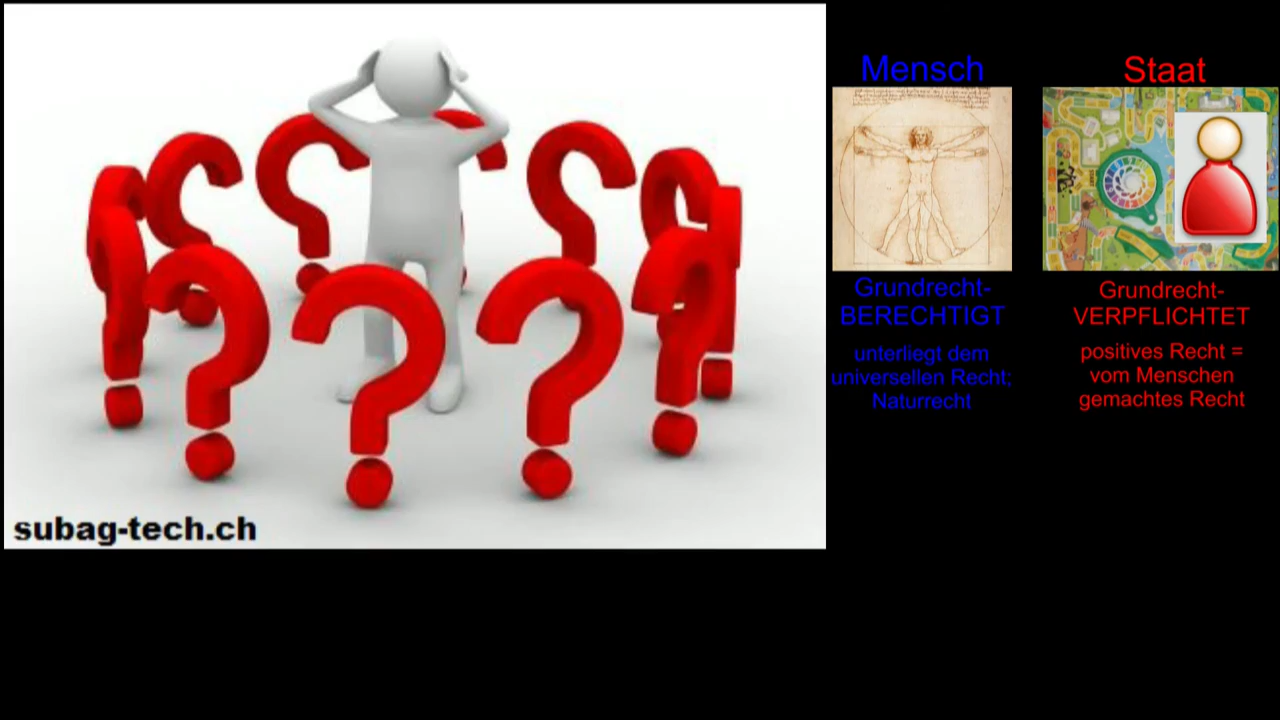 subag-tech.ch
Mensch
Grundrecht-
BERECHTIGT
unterliegt dem
universellen Recht;
Naturrecht
Staat
Grundrecht-
VERPFLICHTET
positives Recht =
vom Menschen
gemachtes Recht